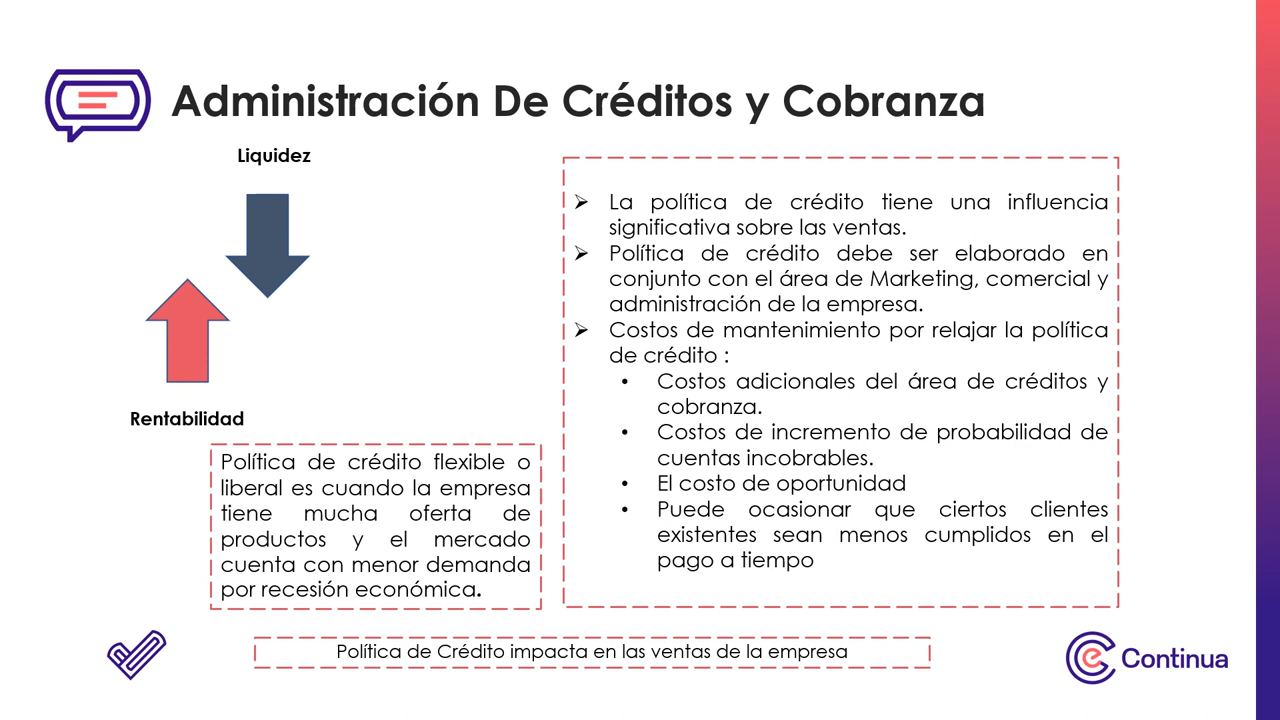 Administración De Créditos y Cobranza
Liquidez
Rentabilidad
Política de crédito flexible o
liberal es cuando la empresa
tiene mucha oferta de
productos y el mercado
cuenta con menor demanda
por recesión económica.
➢ La política de crédito tiene una influencia
significativa sobre las ventas.
➢ Política de crédito debe ser elaborado en
conjunto con el área de Marketing, comercial y
administración de la empresa.
➢ Costos de mantenimiento por relajar la política
de crédito :
• Costos adicionales del área de créditos y
cobranza.
• Costos de incremento de probabilidad de
cuentas incobrables.
• El costo de oportunidad
• Puede ocasionar que ciertos clientes
existentes sean menos cumplidos en el
pago a tiempo
Política de Crédito impacta en las ventas de la empresa
Continua